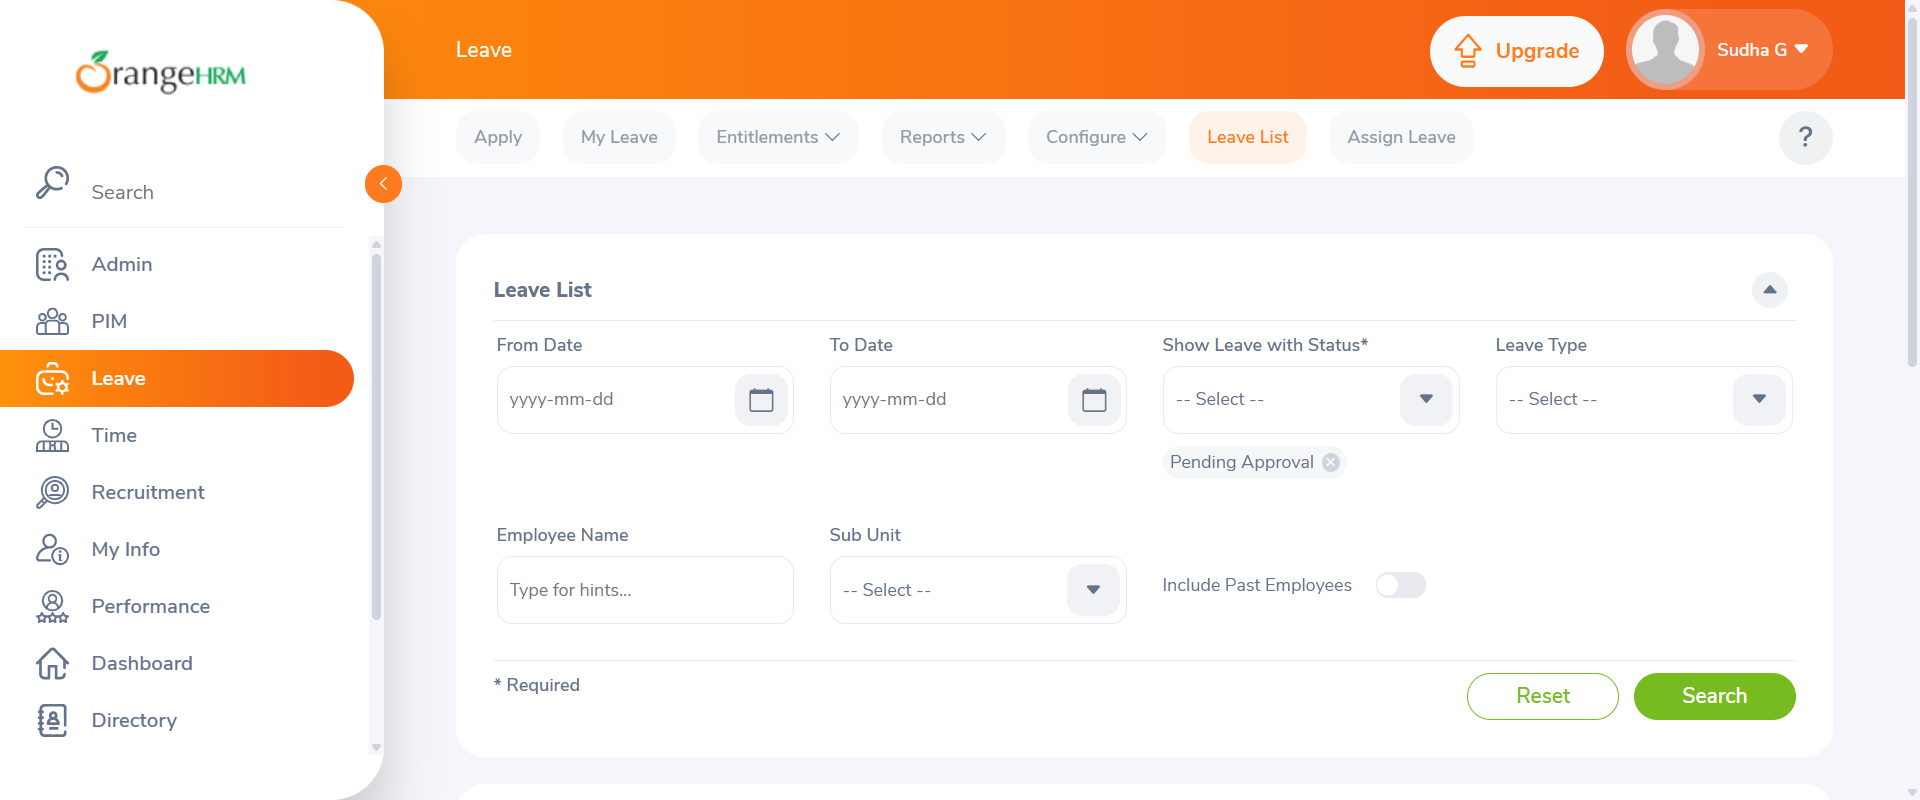 OrangeHRM
Leave
Upgrade
Sudha G
Apply
My Leave
Entitlements
Reports
Configure
Leave List
Assign Leave
?
Search
Admin
PIM
Leave
Time
Recruitment
My Info
Performance
Dashboard
Directory
Leave List
From Date
To Date
Show Leave with Status*
Leave Type
yyyy-mm-dd
yyyy-mm-dd
-- Select --
-- Select --
Pending Approval
Employee Name
Sub Unit
Type for hints...
-- Select --
Include Past Employees
* Required
Reset
Search